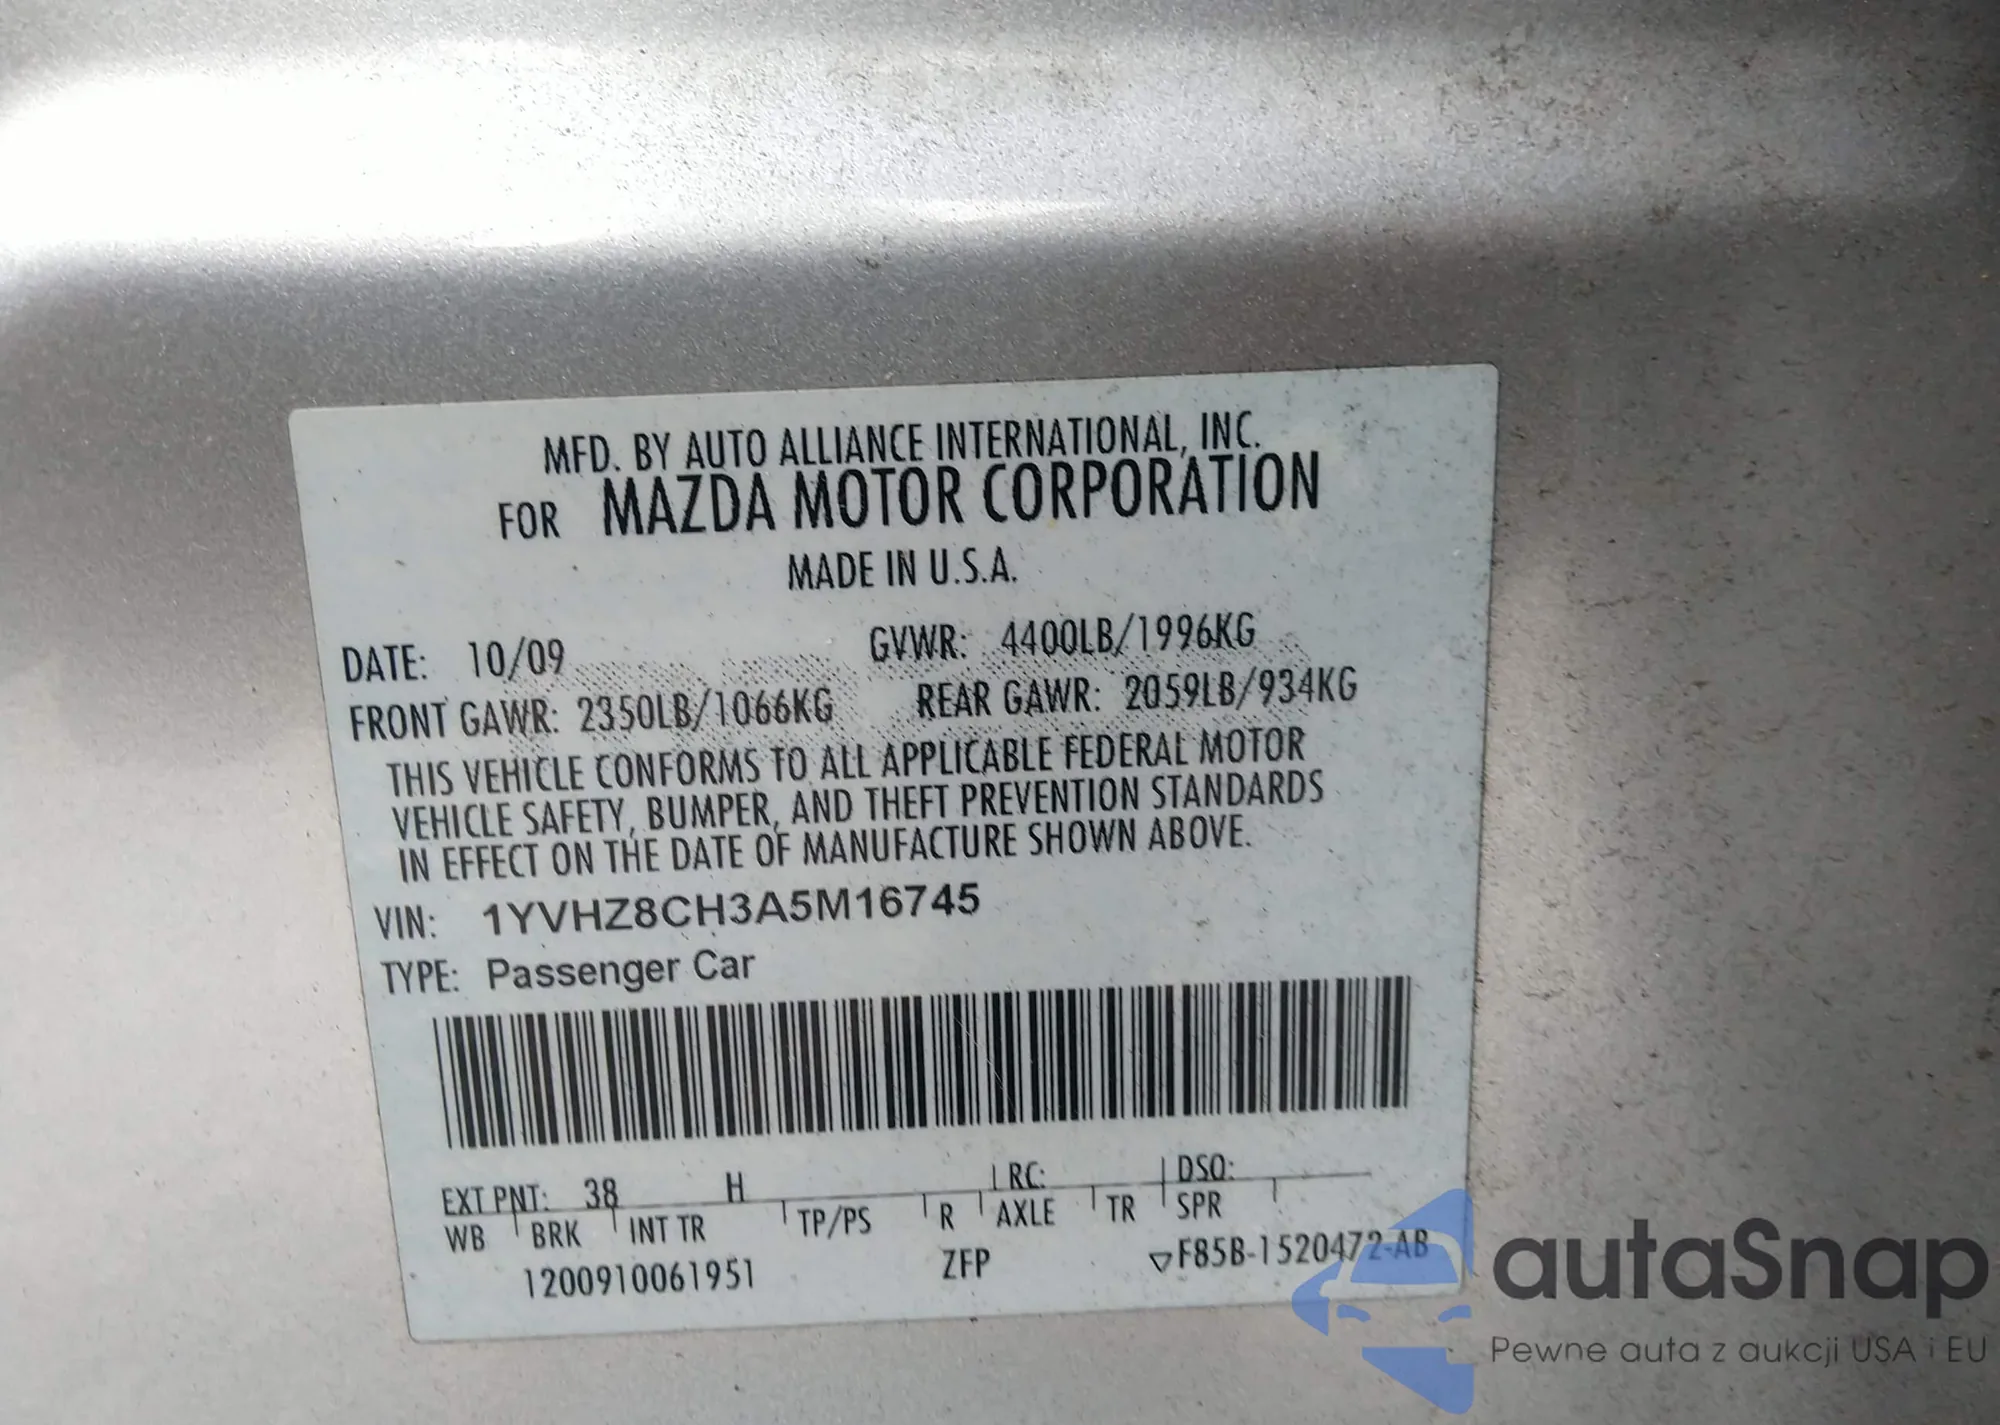 MFD. BY AUTO ALLIANCE INTERNATIONAL, INC.
FOR MAZDA MOTOR CORPORATION
MADE IN U.S.A.
DATE: 10/09 GVWR: 4400LB/1996KG
FRONT GAWR: 2350LB/1066KG REAR GAWR: 2059LB/934KG
THIS VEHICLE CONFORMS TO ALL APPLICABLE FEDERAL MOTOR
VEHICLE SAFETY, BUMPER, AND THEFT PREVENTION STANDARDS
IN EFFECT ON THE DATE OF MANUFACTURE SHOWN ABOVE.
VIN: 1YVHZ8CH3A5M16745
TYPE: Passenger Car
EXT PNT: 38 H RC: DSO:
WB BRK INT TR TP/PS R AXLE TR SPR
1200910061951 ZFP ▽F85B-1520472-AB
autoSnap
Pewne auta z aukcji USA i EU